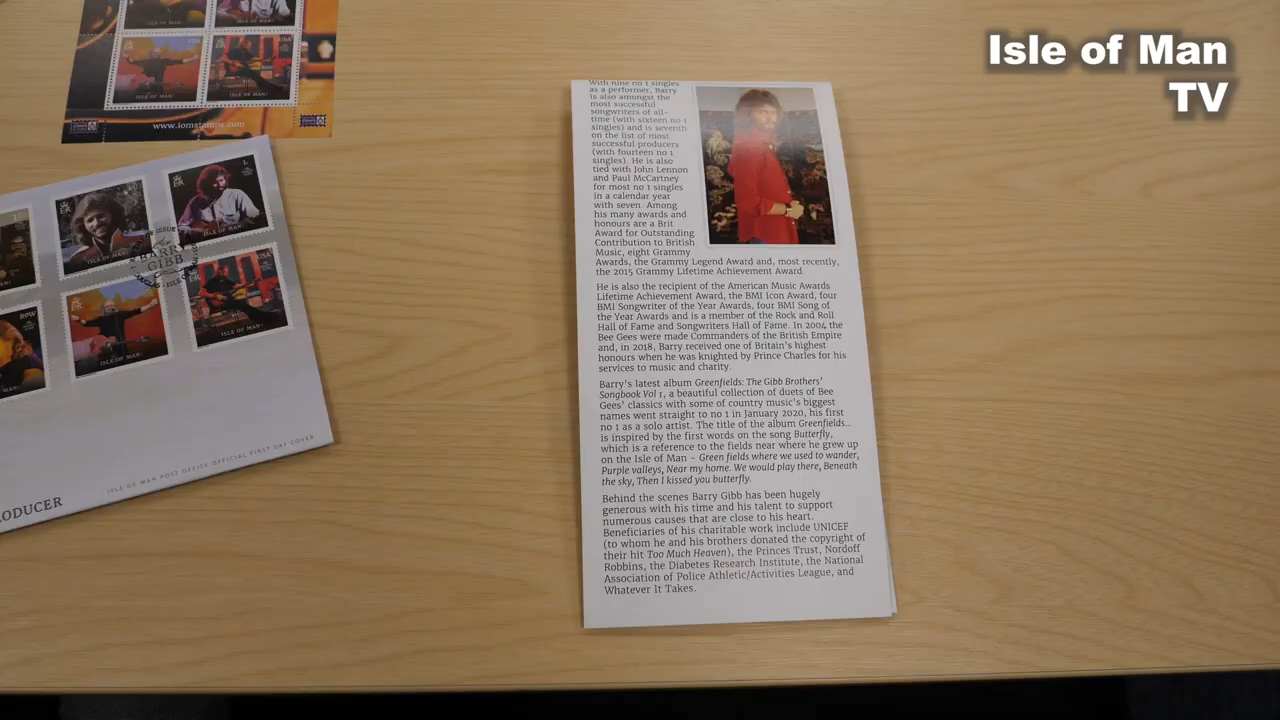 Isle of Man
TV
ISLE OF MAN
ISLE OF MAN
ISLE OF MAN
ISLE OF MAN
www.iomstamps.com
ISLE OF MAN
ISLE OF MAN
BARRY
GIBB
RoW
USA
ISLE OF MAN
ISLE OF MAN
ISLE OF MAN POST OFFICE OFFICIAL FIRST DAY COVER
ODUCER
With nine no 1 singles
as a performer, Barry
is also amongst the
most successful
songwriters of all-
time (with sixteen no 1
singles) and is seventh
on the list of most
successful producers
(with fourteen no 1
singles). He is also
tied with John Lennon
and Paul McCartney
for most no 1 singles
in a calendar year
with seven. Among
his many awards and
honours are a Brit
Award for Outstanding
Contribution to British
Music, eight Grammy
Awards, the Grammy Legend Award and, most recently,
the 2015 Grammy Lifetime Achievement Award.
He is also the recipient of the American Music Awards
Lifetime Achievement Award, the BMI Icon Award, four
BMI Songwriter of the Year Awards, four BMI Song of
the Year Awards and is a member of the Rock and Roll
Hall of Fame and Songwriters Hall of Fame. In 2004 the
Bee Gees were made Commanders of the British Empire
and, in 2018, Barry received one of Britain's highest
honours when he was knighted by Prince Charles for his
services to music and charity.
Barry's latest album Greenfields: The Gibb Brothers'
Songbook Vol 1, a beautiful collection of duets of Bee
Gees' classics with some of country music's biggest
names went straight to no 1 in January 2020, his first
no 1 as a solo artist. The title of the album Greenfields...
is inspired by the first words on the song Butterfly,
which is a reference to the fields near where he grew up
on the Isle of Man – Green fields where we used to wander,
Purple valleys, Near my home. We would play there, Beneath
the sky, Then I kissed you butterfly.
Behind the scenes Barry Gibb has been hugely
generous with his time and his talent to support
numerous causes that are close to his heart.
Beneficiaries of his charitable work include UNICEF
(to whom he and his brothers donated the copyright of
their hit Too Much Heaven), the Princes Trust, Nordoff
Robbins, the Diabetes Research Institute, the National
Association of Police Athletic/Activities League, and
Whatever It Takes.